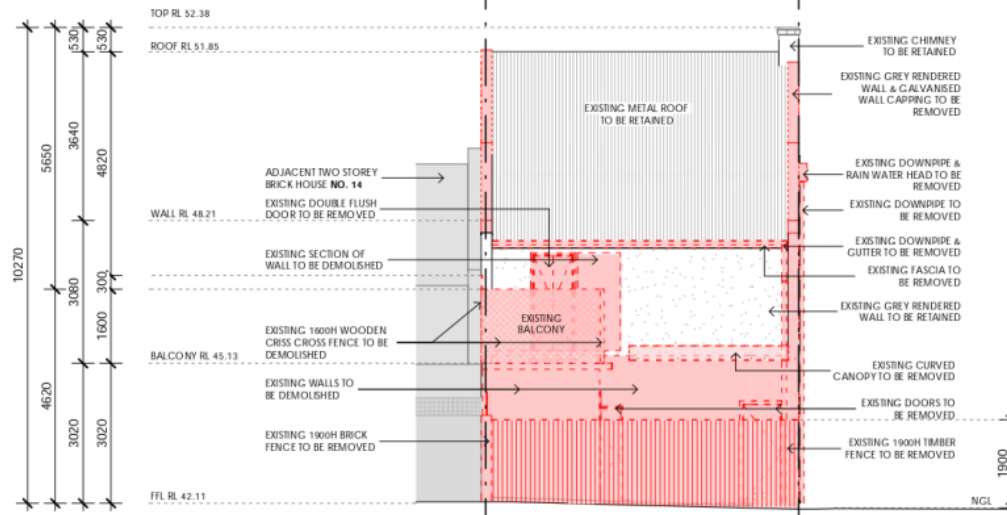 TOP RL 52.38
ROOF RL 51.85
WALL RL 48.21
BALCONY RL 45.13
FFL RL 42.11
10270
5650
4620
530
3640
3080
3020
530
4820
300
1600
3020
ADJACENT TWO STOREY
BRICK HOUSE NO. 14
EXISTING DOUBLE FLUSH
DOOR TO BE REMOVED
EXISTING SECTION OF
WALL TO BE DEMOLISHED
EXISTING 1600H WOODEN
CRISS CROSS FENCE TO BE
DEMOLISHED
EXISTING WALLS TO
BE DEMOLISHED
EXISTING 1900H BRICK
FENCE TO BE REMOVED
EXISTING METAL ROOF
TO BE RETAINED
EXISTING
BALCONY
EXISTING CHIMNEY
TO BE RETAINED
EXISTING GREY RENDERED
WALL & GALVANISED
WALL CAPPING TO BE
REMOVED
EXISTING DOWNPIPE &
RAIN WATER HEAD TO BE
REMOVED
EXISTING DOWNPIPE TO
BE REMOVED
EXISTING DOWNPIPE &
GUTTER TO BE REMOVED
EXISTING FASCIA TO
BE REMOVED
EXISTING GREY RENDERED
WALL TO BE RETAINED
EXISTING CURVED
CANOPY TO BE REMOVED
EXISTING DOORS TO
BE REMOVED
EXISTING 1900H TIMBER
FENCE TO BE REMOVED
1900
NGL